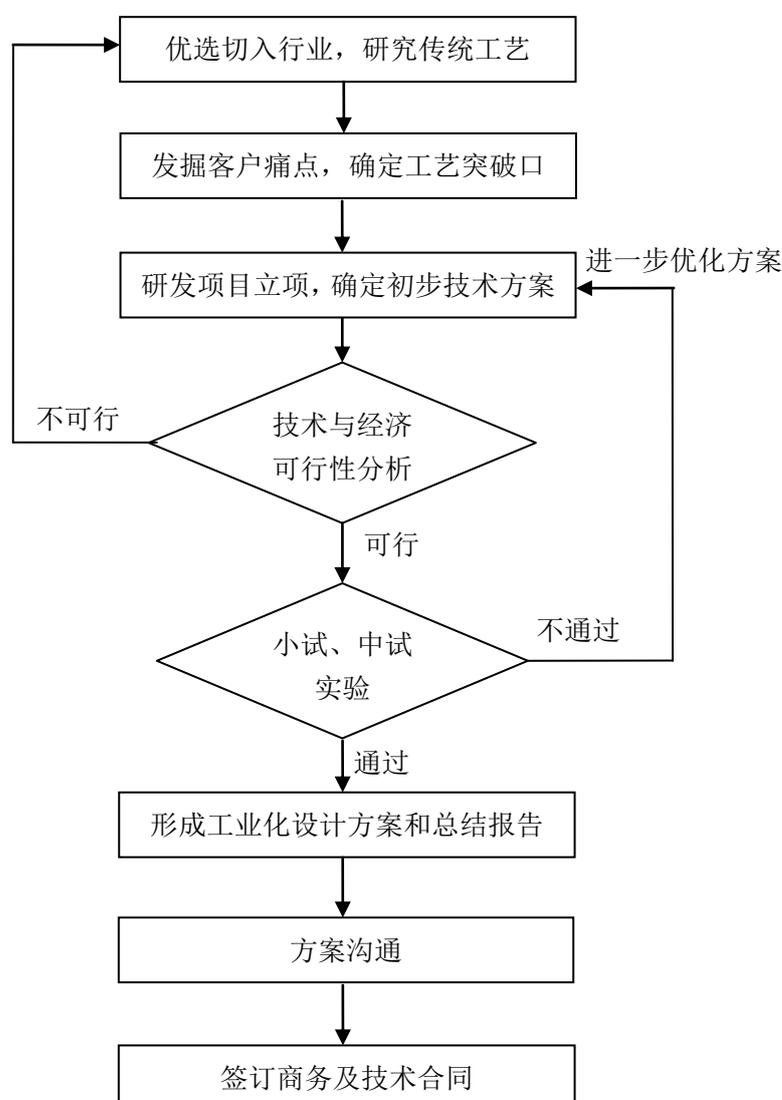 优选切入行业，研究传统工艺
发掘客户痛点，确定工艺突破口
进一步优化方案
研发项目立项，确定初步技术方案
不可行
技术与经济
可行性分析
可行
不通过
小试、中试
实验
通过
形成工业化设计方案和总结报告
方案沟通
签订商务及技术合同